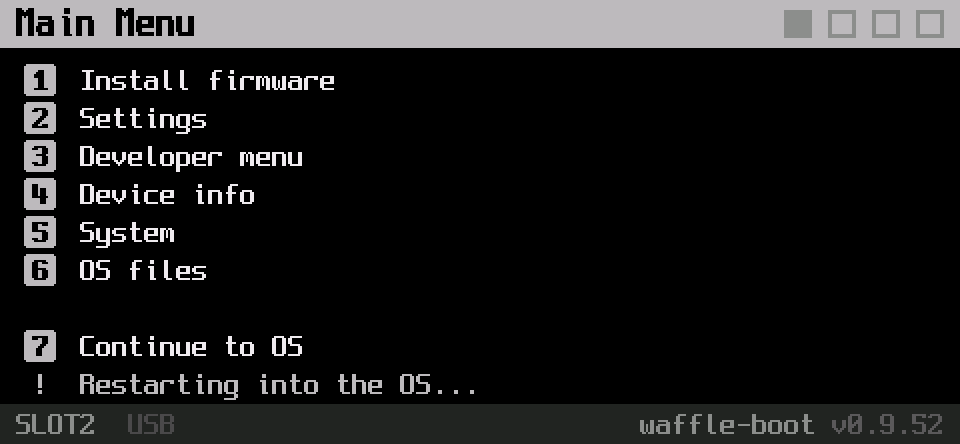 Main Menu
1 Install firmware
2 Settings
3 Developer menu
4 Device info
5 System
6 OS files
7 Continue to OS
! Restarting into the OS...
SLOT2 USB waffle-boot v0.9.52